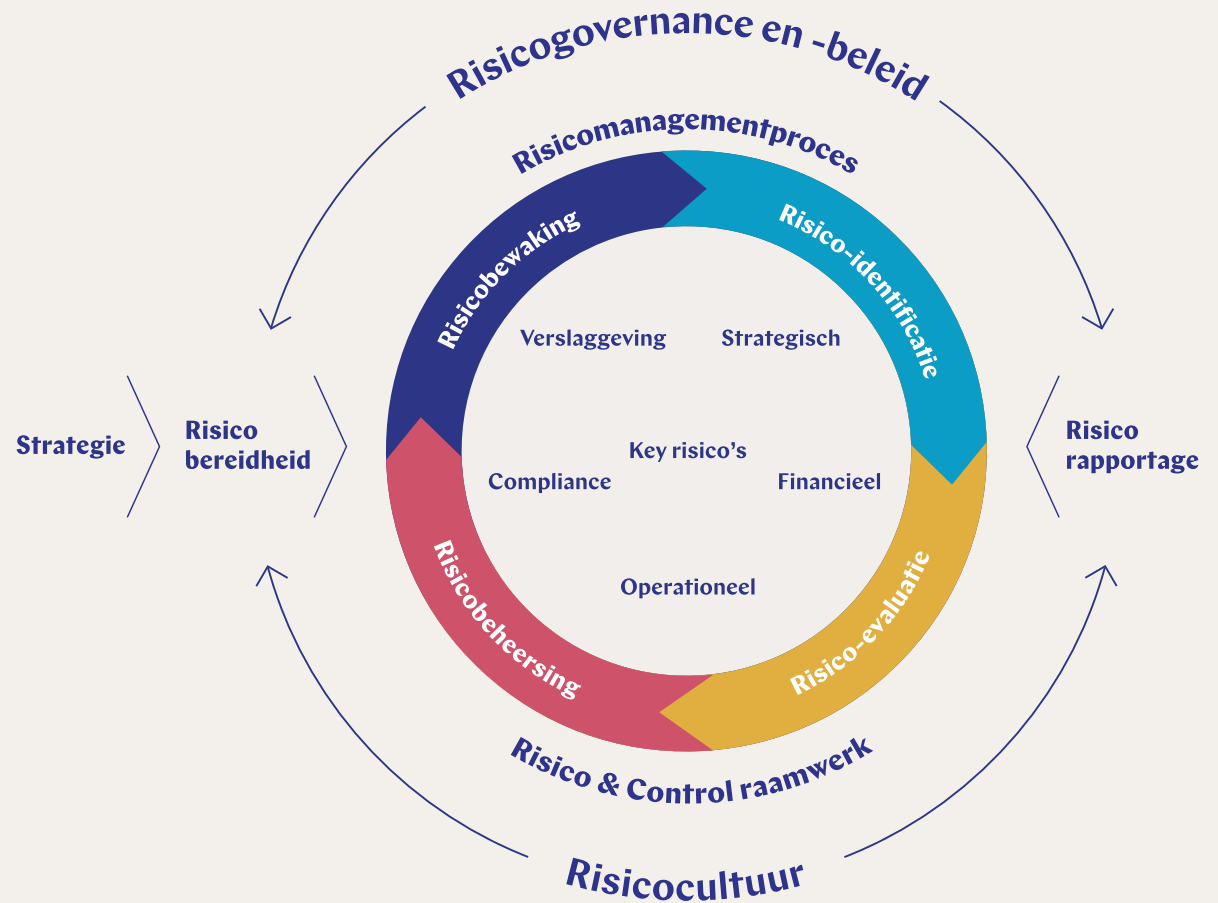 Risicogovernance en -beleid
Risicomanagementproces
Risicobewaking
Risico-identificatie
Verslaggeving
Strategisch
Strategie
Risico
bereidheid
Key risico's
Compliance
Financieel
Risico
rapportage
Operationeel
Risicobeheersing
Risico-evaluatie
Risico & Control raamwerk
Risicocultuur